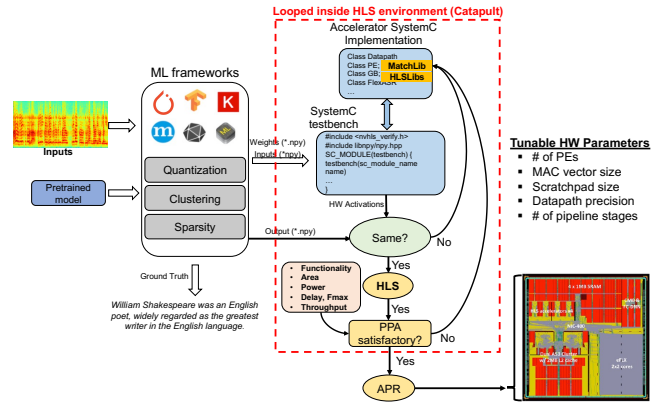 Looped inside HLS environment (Catapult)
Accelerator SystemC
Implementation
Class Datapath
Class PE;
Class GB;
Class FlexASR
…
MatchLib
HLSLibs
ML frameworks
K
Inputs
SystemC
testbench
#include <nvhls_verify.h>
#include libnpy/npy.hpp
SC_MODULE(testbench) {
testbench(sc_module_name
name)
…
}
Weights (*.npy)
Inputs (*npy)
Quantization
Clustering
Sparsity
Pretrained
model
HW Activations
Output (*.npy)
Same?
No
Yes
Ground Truth
William Shakespeare was an English
poet, widely regarded as the greatest
writer in the English language.
• Functionality
• Area
• Power
• Delay, Fmax
• Throughput
HLS
Yes
PPA
satisfactory?
No
Yes
APR
Tunable HW Parameters
# of PEs
MAC vector size
Scratchpad size
Datapath precision
# of pipeline stages
4 x 1MB SRAM
2x2 cores